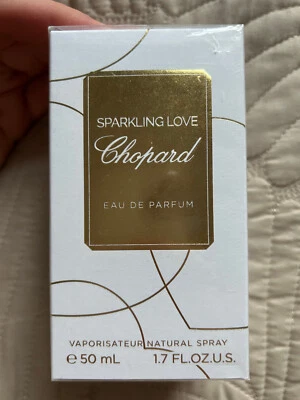 SPARKLING LOVE
Chopard
EAU DE PARFUM
VAPORISATEUR NATURAL SPRAY
e 50 mL 1.7 FL.OZ.U.S.